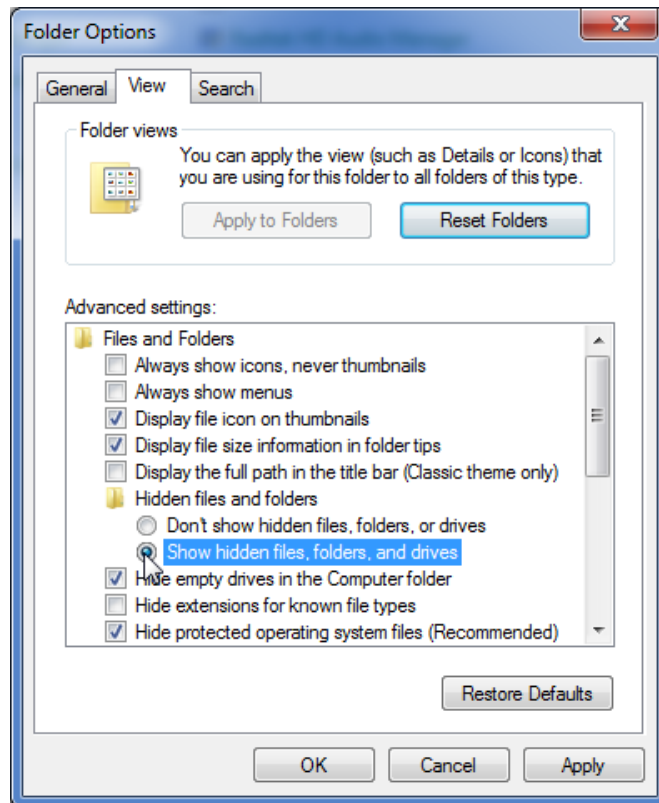 Folder Options
General
View
Search
Folder views
You can apply the view (such as Details or Icons) that
you are using for this folder to all folders of this type.
Apply to Folders
Reset Folders
Advanced settings:
Files and Folders
Always show icons, never thumbnails
Always show menus
Display file icon on thumbnails
Display file size information in folder tips
Display the full path in the title bar (Classic theme only)
Hidden files and folders
Don't show hidden files, folders, or drives
Show hidden files, folders, and drives
Hide empty drives in the Computer folder
Hide extensions for known file types
Hide protected operating system files (Recommended)
Restore Defaults
OK
Cancel
Apply